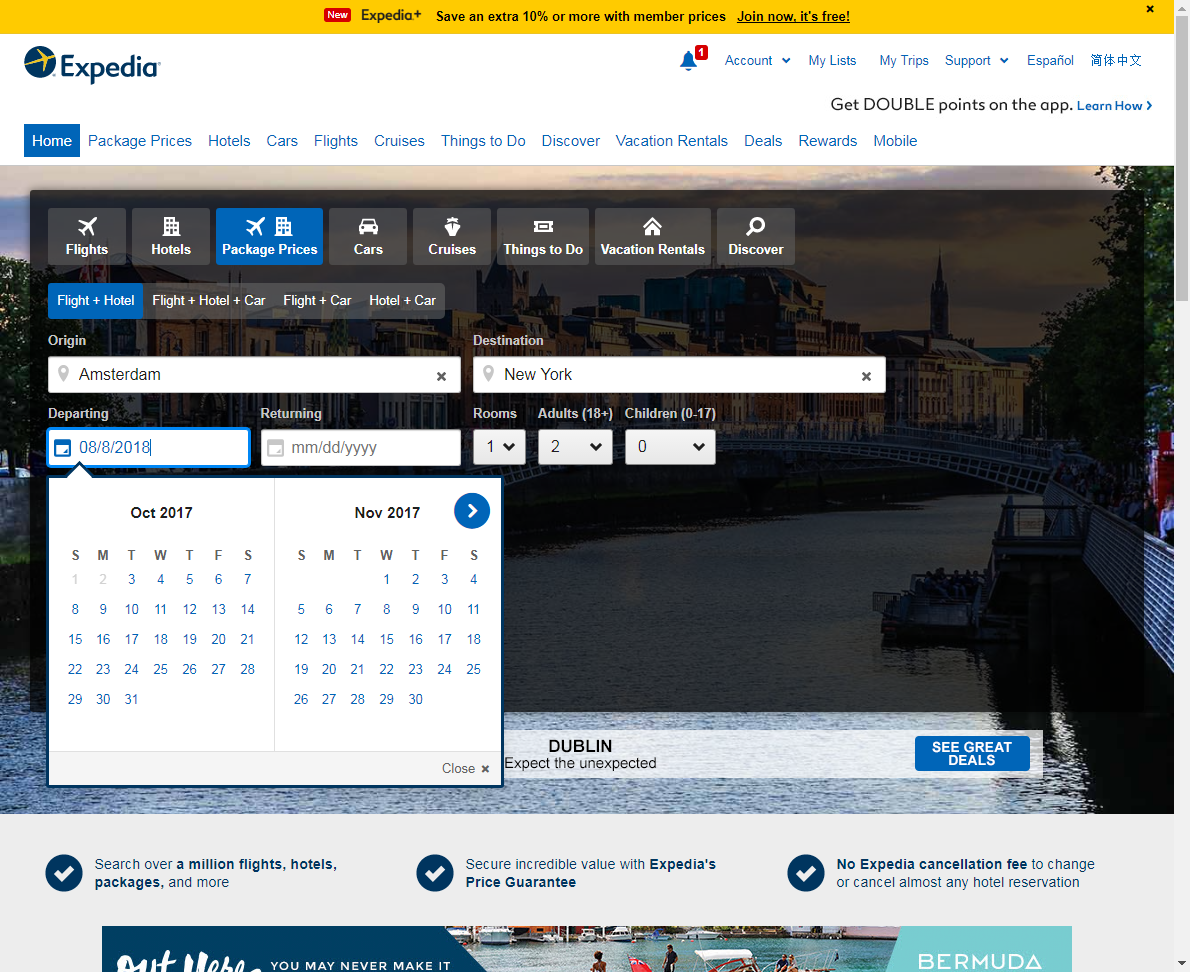 New Expedia+ Save an extra 10% or more with member prices Join now, it's free!
Expedia
1 Account My Lists My Trips Support Español 简体中文
Get DOUBLE points on the app. Learn How
Home Package Prices Hotels Cars Flights Cruises Things to Do Discover Vacation Rentals Deals Rewards Mobile
Flights Hotels Package Prices Cars Cruises Things to Do Vacation Rentals Discover
Flight + Hotel Flight + Hotel + Car Flight + Car Hotel + Car
Origin Destination
Amsterdam New York
Departing Returning Rooms Adults (18+) Children (0-17)
08/8/2018 mm/dd/yyyy 1 2 0
Oct 2017 Nov 2017
S M T W T F S S M T W T F S
1 2 3 4 5 6 7 1 2 3 4
8 9 10 11 12 13 14 5 6 7 8 9 10 11
15 16 17 18 19 20 21 12 13 14 15 16 17 18
22 23 24 25 26 27 28 19 20 21 22 23 24 25
29 30 31 26 27 28 29 30
Close
DUBLIN
Expect the unexpected
SEE GREAT
DEALS
Search over a million flights, hotels,
packages, and more
Secure incredible value with Expedia's
Price Guarantee
No Expedia cancellation fee to change
or cancel almost any hotel reservation
Out Here YOU MAY NEVER MAKE IT
BERMUDA